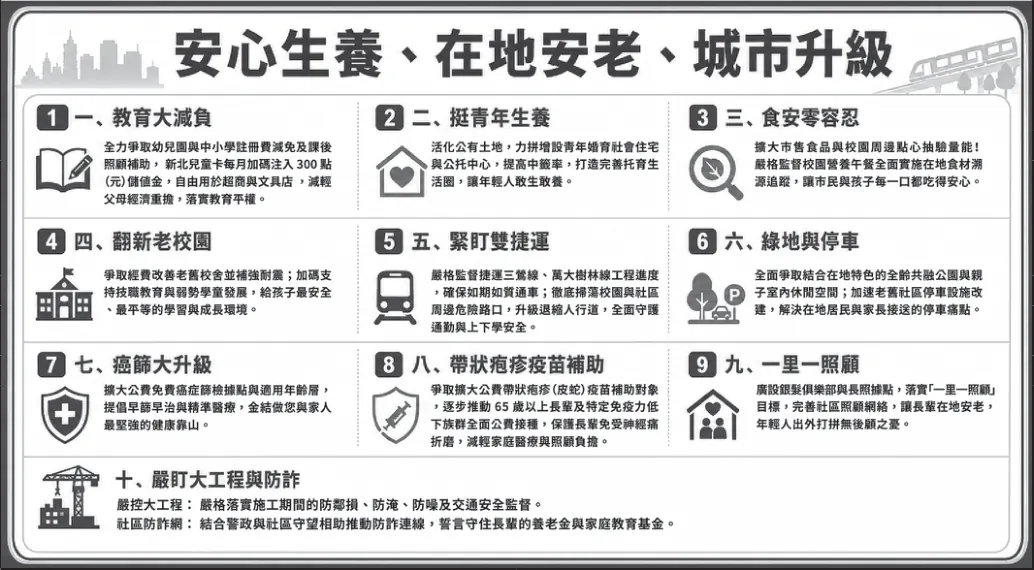 安心生養、在地安老、城市升級
1 一、教育大減負
全力爭取幼兒園與中小學註冊費減免及課後
照顧補助，新北兒童卡每月加碼注入 300 點
(元)儲值金，自由用於超商與文具店，減輕
父母經濟重擔，落實教育平權。
2 二、挺青年生養
活化公有土地，力拼增設青年婚育社會住宅
與公托中心，提高中籤率，打造完善托育生
活圈，讓年輕人敢生敢養。
3 三、食安零容忍
擴大市售食品與校園周邊點心抽驗量能！
嚴格監督校園營養午餐全面實施在地食材溯
源追蹤，讓市民與孩子每一口都吃得安心。
4 四、翻新老校園
爭取經費改善老舊校舍並補強耐震；加碼支
持技職教育與弱勢學童發展，給孩子最安全
、最平等的學習與成長環境。
5 五、緊盯雙捷運
嚴格監督捷運三鶯線、萬大樹林線工程進度
，確保如期如質通車；徹底掃蕩校園與社區
周邊危險路口，升級退縮人行道，全面守護
通勤與上下學安全。
6 六、綠地與停車
全面爭取結合在地特色的全齡共融公園與親
子室內休閒空間；加速老舊社區停車設施改
建，解決在地居民與家長接送的停車痛點。
P
7 七、癌篩大升級
擴大公費免費癌症篩檢據點與適用年齡層，
提倡早篩早治與精準醫療，金結做您與家人
最堅強的健康靠山。
8 八、帶狀疱疹疫苗補助
爭取擴大公費帶狀疱疹(皮蛇)疫苗補助對象
，逐步推動 65 歲以上長輩及特定免疫力低
下族群全面公費接種，保護長輩免受神經痛
折磨，減輕家庭醫療與照顧負擔。
9 九、一里一照顧
廣設銀髮俱樂部與長照據點，落實「一里一照顧」
目標，完善社區照顧網絡，讓長輩在地安老，
年輕人出外打拼無後顧之憂。
十、嚴盯大工程與防詐
嚴控大工程： 嚴格落實施工期間的防鄰損、防淹、防噪及交通安全監督。
社區防詐網： 結合警政與社區守望相助推動防詐連線，誓言守住長輩的養老金與家庭教育基金。